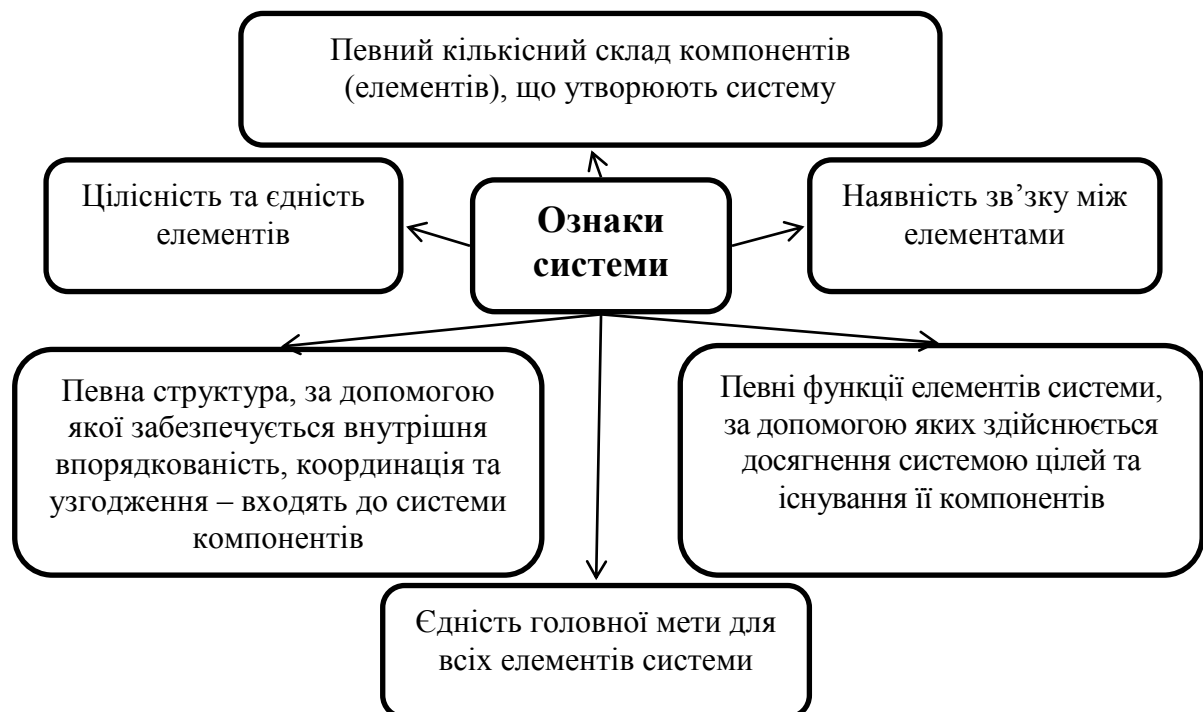 Певний кількісний склад компонентів
(елементів), що утворюють систему
Цілісність та єдність
елементів
Ознаки
системи
Наявність зв’зку між
елементами
Певна структура, за допомогою
якої забезпечується внутрішня
впорядкованість, координація та
узгодження – входять до системи
компонентів
Певні функції елементів системи,
за допомогою яких здійснюється
досягнення системою цілей та
існування її компонентів
Єдність головної мети для
всіх елементів системи